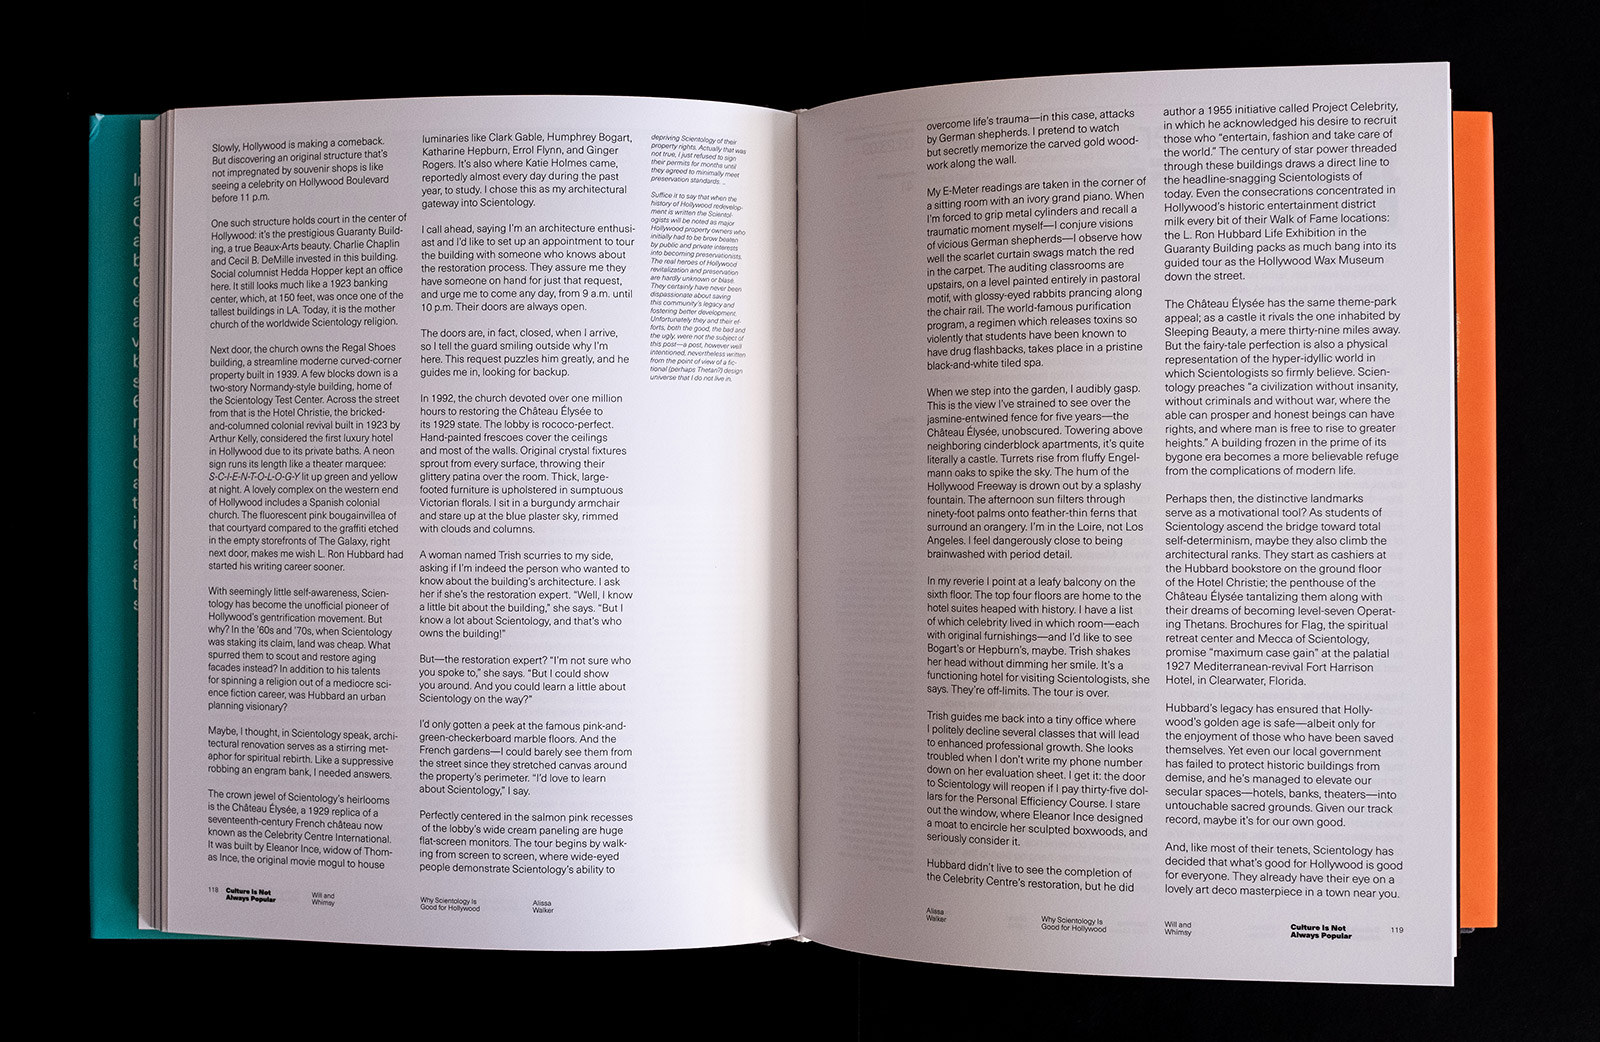 Slowly, Hollywood is making a comeback.
But discovering an original structure that's
not impregnated by souvenir shops is like
seeing a celebrity on Hollywood Boulevard
before 11 p.m.
One such structure holds court in the center of
Hollywood: it's the prestigious Guaranty Build-
ing, a true Beaux-Arts beauty. Charlie Chaplin
and Cecil B. DeMille invested in this building.
Social columnist Hedda Hopper kept an office
here. It still looks much like a 1923 banking
center, which, at 150 feet, was once one of the
tallest buildings in LA. Today, it is the mother
church of the worldwide Scientology religion.
Next door, the church owns the Regal Shoes
building, a streamline moderne curved-corner
property built in 1939. A few blocks down is a
two-story Normandy-style building, home of
the Scientology Test Center. Across the street
from that is the Hotel Christie, the bricked-
and-columned colonial revival built in 1923 by
Arthur Kelly, considered the first luxury hotel
in Hollywood due to its private baths. A neon
sign runs its length like a theater marquee:
S-C-I-E-N-T-O-L-O-G-Y lit up green and yellow
at night. A lovely complex on the western end
of Hollywood includes a Spanish colonial
church. The fluorescent pink bougainvillea of
that courtyard compared to the graffiti etched
in the empty storefronts of The Galaxy, right
next door, makes me wish L. Ron Hubbard had
started his writing career sooner.
With seemingly little self-awareness, Scien-
tology has become the unofficial pioneer of
Hollywood's gentrification movement. But
why? In the '60s and '70s, when Scientology
was staking its claim, land was cheap. What
spurred them to scout and restore aging
facades instead? In addition to his talents
for spinning a religion out of a mediocre sci-
ence fiction career, was Hubbard an urban
planning visionary?
Maybe, I thought, in Scientology speak, archi-
tectural renovation serves as a stirring met-
aphor for spiritual rebirth. Like a suppressive
robbing an engram bank, I needed answers.
The crown jewel of Scientology's heirlooms
is the Château Élysée, a 1929 replica of a
seventeenth-century French château now
known as the Celebrity Centre International.
It was built by Eleanor Ince, widow of Thom-
as Ince, the original movie mogul to house
luminaries like Clark Gable, Humphrey Bogart,
Katharine Hepburn, Errol Flynn, and Ginger
Rogers. It's also where Katie Holmes came,
reportedly almost every day during the past
year, to study. I chose this as my architectural
gateway into Scientology.
I call ahead, saying I'm an architecture enthusi-
ast and I'd like to set up an appointment to tour
the building with someone who knows about
the restoration process. They assure me they
have someone on hand for just that request,
and urge me to come any day, from 9 a.m. until
10 p.m. Their doors are always open.
The doors are, in fact, closed, when I arrive,
so I tell the guard smiling outside why I'm
here. This request puzzles him greatly, and he
guides me in, looking for backup.
In 1992, the church devoted over one million
hours to restoring the Château Élysée to
its 1929 state. The lobby is rococo-perfect.
Hand-painted frescoes cover the ceilings
and most of the walls. Original crystal fixtures
sprout from every surface, throwing their
glittery patina over the room. Thick, large-
footed furniture is upholstered in sumptuous
Victorian florals. I sit in a burgundy armchair
and stare up at the blue plaster sky, rimmed
with clouds and columns.
A woman named Trish scurries to my side,
asking if I'm indeed the person who wanted to
know about the building's architecture. I ask
her if she's the restoration expert. "Well, I know
a little bit about the building," she says. "But I
know a lot about Scientology, and that's who
owns the building!"
But—the restoration expert? "I'm not sure who
you spoke to," she says. "But I could show
you around. And you could learn a little about
Scientology on the way?"
I'd only gotten a peek at the famous pink-and-
green-checkerboard marble floors. And the
French gardens—I could barely see them from
the street since they stretched canvas around
the property's perimeter. "I'd love to learn
about Scientology," I say.
Perfectly centered in the salmon pink recesses
of the lobby's wide cream paneling are huge
flat-screen monitors. The tour begins by walk-
ing from screen to screen, where wide-eyed
people demonstrate Scientology's ability to
depriving Scientology of their
property rights. Actually that was
not true, I just refused to sign
their permits for months until
they agreed to minimally meet
preservation standards. ...
Suffice it to say that when the
history of Hollywood redevelop-
ment is written the Scientol-
ogists will be noted as major
Hollywood property owners who
initially had to be brow beaten
by public and private interests
into becoming preservationists.
The real heroes of Hollywood
revitalization and preservation
are hardly unknown or blasé.
They certainly have never been
dispassionate about saving
this community's legacy and
fostering better development.
Unfortunately they and their ef-
forts, both the good, the bad and
the ugly, were not the subject of
this post—a post, however well
intentioned, nevertheless written
from the point of view of a fic-
tional (perhaps Thetan?) design
universe that I do not live in.
118
Culture Is Not
Always Popular
Will and
Whimsy
Why Scientology Is
Good for Hollywood
Alissa
Walker
overcome life's trauma—in this case, attacks
by German shepherds. I pretend to watch
but secretly memorize the carved gold wood-
work along the wall.
My E-Meter readings are taken in the corner of
a sitting room with an ivory grand piano. When
I'm forced to grip metal cylinders and recall a
traumatic moment myself—I conjure visions
of vicious German shepherds—I observe how
well the scarlet curtain swags match the red
in the carpet. The auditing classrooms are
upstairs, on a level painted entirely in pastoral
motif, with glossy-eyed rabbits prancing along
the chair rail. The world-famous purification
program, a regimen which releases toxins so
violently that students have been known to
have drug flashbacks, takes place in a pristine
black-and-white tiled spa.
When we step into the garden, I audibly gasp.
This is the view I've strained to see over the
jasmine-entwined fence for five years—the
Château Élysée, unobscured. Towering above
neighboring cinderblock apartments, it's quite
literally a castle. Turrets rise from fluffy Engel-
mann oaks to spike the sky. The hum of the
Hollywood Freeway is drown out by a splashy
fountain. The afternoon sun filters through
ninety-foot palms onto feather-thin ferns that
surround an orangery. I'm in the Loire, not Los
Angeles. I feel dangerously close to being
brainwashed with period detail.
In my reverie I point at a leafy balcony on the
sixth floor. The top four floors are home to the
hotel suites heaped with history. I have a list
of which celebrity lived in which room—each
with original furnishings—and I'd like to see
Bogart's or Hepburn's, maybe. Trish shakes
her head without dimming her smile. It's a
functioning hotel for visiting Scientologists, she
says. They're off-limits. The tour is over.
Trish guides me back into a tiny office where
I politely decline several classes that will lead
to enhanced professional growth. She looks
troubled when I don't write my phone number
down on her evaluation sheet. I get it: the door
to Scientology will reopen if I pay thirty-five dol-
lars for the Personal Efficiency Course. I stare
out the window, where Eleanor Ince designed
a moat to encircle her sculpted boxwoods, and
seriously consider it.
Hubbard didn't live to see the completion of
the Celebrity Centre's restoration, but he did
author a 1955 initiative called Project Celebrity,
in which he acknowledged his desire to recruit
those who "entertain, fashion and take care of
the world." The century of star power threaded
through these buildings draws a direct line to
the headline-snagging Scientologists of
today. Even the consecrations concentrated in
Hollywood's historic entertainment district
milk every bit of their Walk of Fame locations:
the L. Ron Hubbard Life Exhibition in the
Guaranty Building packs as much bang into its
guided tour as the Hollywood Wax Museum
down the street.
The Château Élysée has the same theme-park
appeal; as a castle it rivals the one inhabited by
Sleeping Beauty, a mere thirty-nine miles away.
But the fairy-tale perfection is also a physical
representation of the hyper-idyllic world in
which Scientologists so firmly believe. Scien-
tology preaches "a civilization without insanity,
without criminals and without war, where the
able can prosper and honest beings can have
rights, and where man is free to rise to greater
heights." A building frozen in the prime of its
bygone era becomes a more believable refuge
from the complications of modern life.
Perhaps then, the distinctive landmarks
serve as a motivational tool? As students of
Scientology ascend the bridge toward total
self-determinism, maybe they also climb the
architectural ranks. They start as cashiers at
the Hubbard bookstore on the ground floor
of the Hotel Christie; the penthouse of the
Château Élysée tantalizing them along with
their dreams of becoming level-seven Operat-
ing Thetans. Brochures for Flag, the spiritual
retreat center and Mecca of Scientology,
promise "maximum case gain" at the palatial
1927 Mediterranean-revival Fort Harrison
Hotel, in Clearwater, Florida.
Hubbard's legacy has ensured that Holly-
wood's golden age is safe—albeit only for
the enjoyment of those who have been saved
themselves. Yet even our local government
has failed to protect historic buildings from
demise, and he's managed to elevate our
secular spaces—hotels, banks, theaters—into
untouchable sacred grounds. Given our track
record, maybe it's for our own good.
And, like most of their tenets, Scientology has
decided that what's good for Hollywood is good
for everyone. They already have their eye on a
lovely art deco masterpiece in a town near you.
Alissa
Walker
Why Scientology Is
Good for Hollywood
Will and
Whimsy
Culture Is Not
Always Popular
119